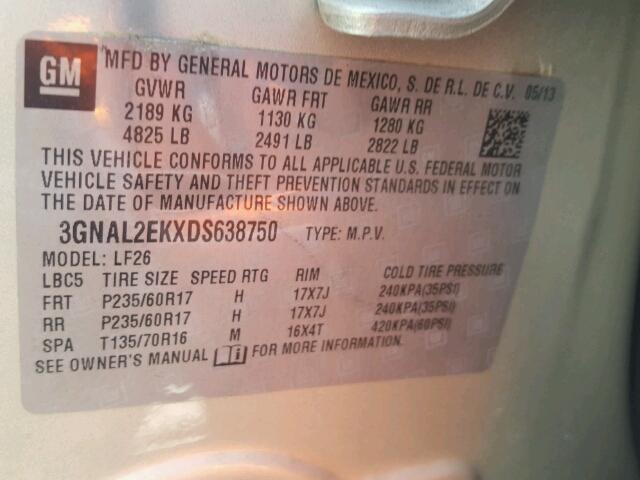 GM MFD BY GENERAL MOTORS DE MEXICO, S. DE R.L. DE C.V. 05/13
GVWR GAWR FRT GAWR RR
2189 KG 1130 KG 1280 KG
4825 LB 2491 LB 2822 LB
THIS VEHICLE CONFORMS TO ALL APPLICABLE U.S. FEDERAL MOTOR
VEHICLE SAFETY AND THEFT PREVENTION STANDARDS IN EFFECT ON
THE DATE OF MANUFACTURE SHOWN ABOVE.
3GNAL2EKXDS638750 TYPE: M.P.V.
MODEL: LF26
LBC5 TIRE SIZE SPEED RTG RIM COLD TIRE PRESSURE
FRT P235/60R17 H 17X7J 240KPA(35PSI)
RR P235/60R17 H 17X7J 240KPA(35PSI)
SPA T135/70R16 M 16X4T 420KPA(60PSI)
SEE OWNER'S MANUAL FOR MORE INFORMATION.